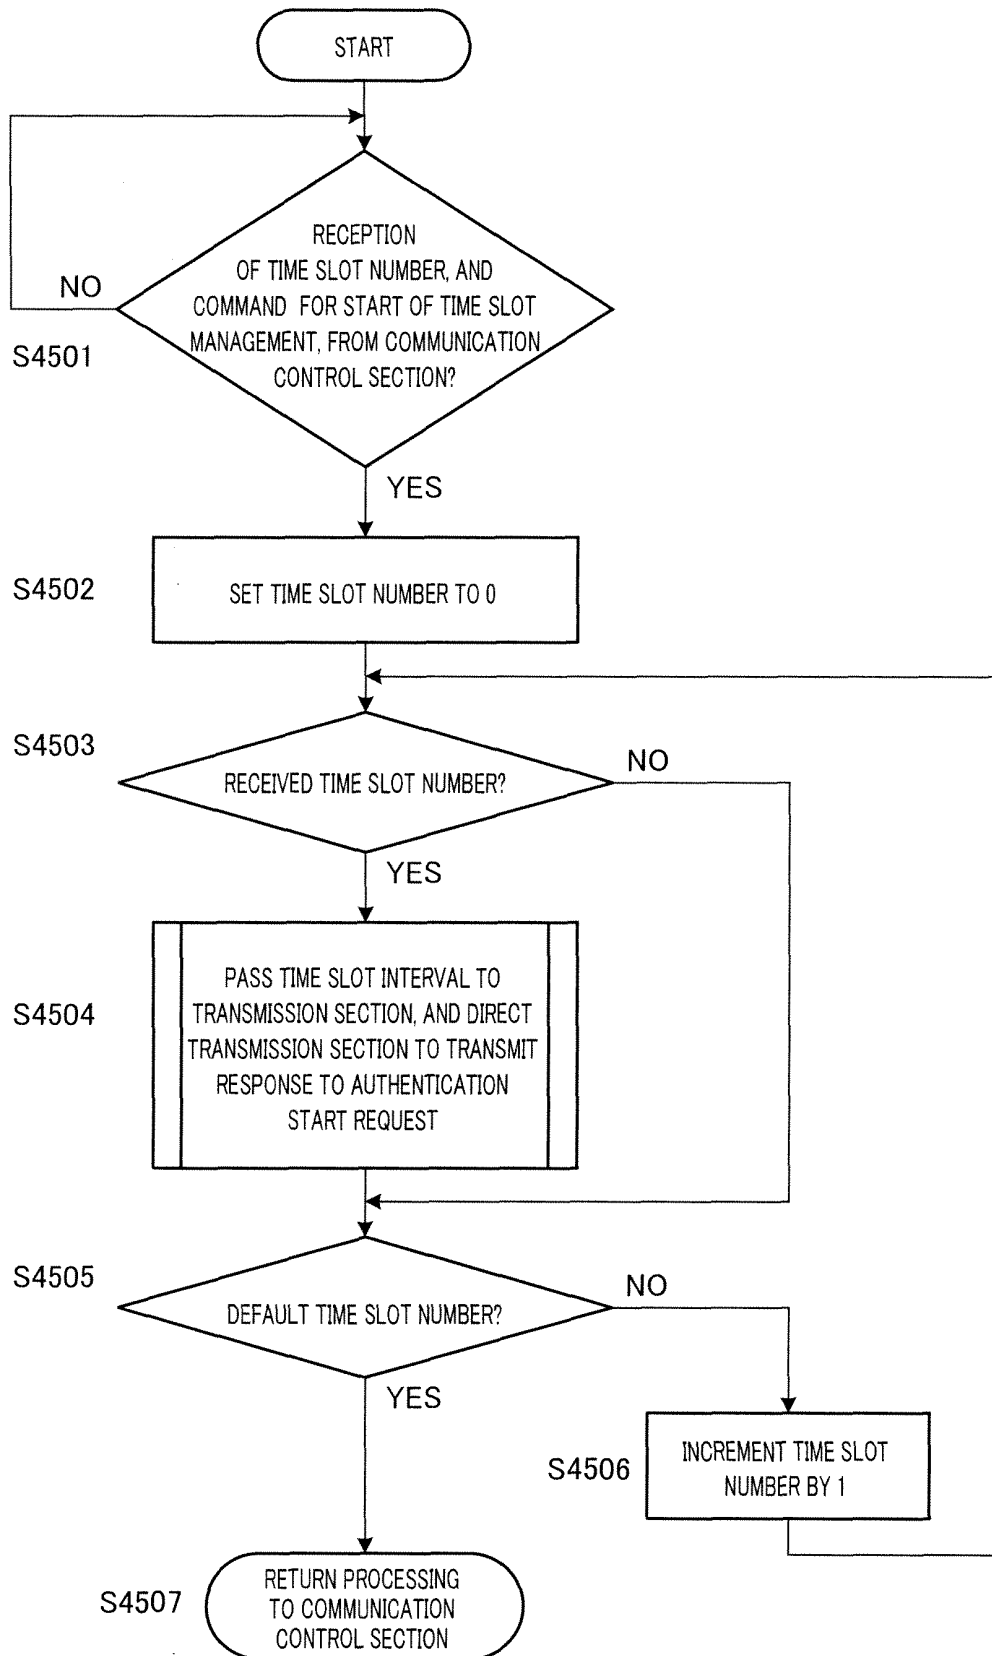 START
RECEPTION
OF TIME SLOT NUMBER, AND
COMMAND FOR START OF TIME SLOT
MANAGEMENT, FROM COMMUNICATION
CONTROL SECTION?
NO
S4501
YES
S4502
SET TIME SLOT NUMBER TO 0
S4503
RECEIVED TIME SLOT NUMBER?
NO
YES
S4504
PASS TIME SLOT INTERVAL TO
TRANSMISSION SECTION, AND DIRECT
TRANSMISSION SECTION TO TRANSMIT
RESPONSE TO AUTHENTICATION
START REQUEST
S4505
DEFAULT TIME SLOT NUMBER?
NO
YES
S4506
INCREMENT TIME SLOT
NUMBER BY 1
S4507
RETURN PROCESSING
TO COMMUNICATION
CONTROL SECTION